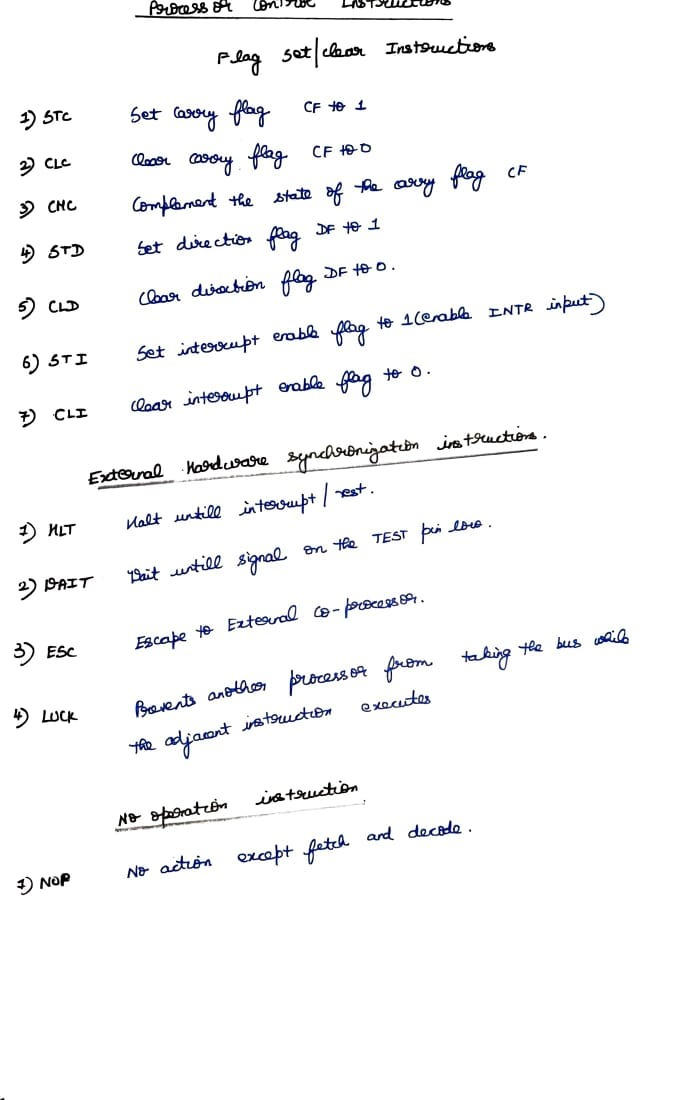 Processor Control Instructions
Flag set/clear Instructions
1) STC Set Carry flag CF to 1
2) CLC Clear carry flag CF to 0
3) CMC Complement the state of the carry flag CF
4) STD Set direction flag DF to 1
5) CLD Clear direction flag DF to 0.
6) STI Set interrupt enable flag to 1 (enable INTR input)
7) CLI Clear interrupt enable flag to 0.
External Hardware synchronization instructions.
1) HLT Halt untill interrupt / rest.
2) WAIT Wait untill signal on the TEST pin low.
3) ESC Escape to External co-processor.
4) LOCK Prevents another processor from taking the bus while
the adjacent instruction executes
No operation instruction
1) NOP No action except fetch and decode.